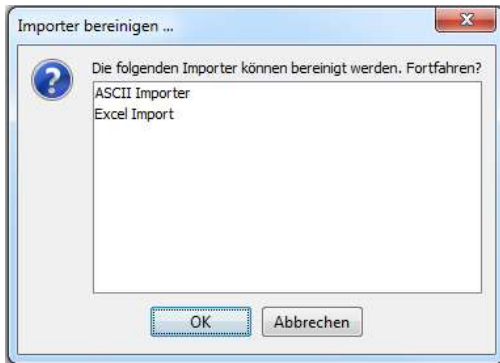 Importer bereinigen ...
Die folgenden Importer können bereinigt werden. Fortfahren?
ASCII Importer
Excel Import
OK
Abbrechen